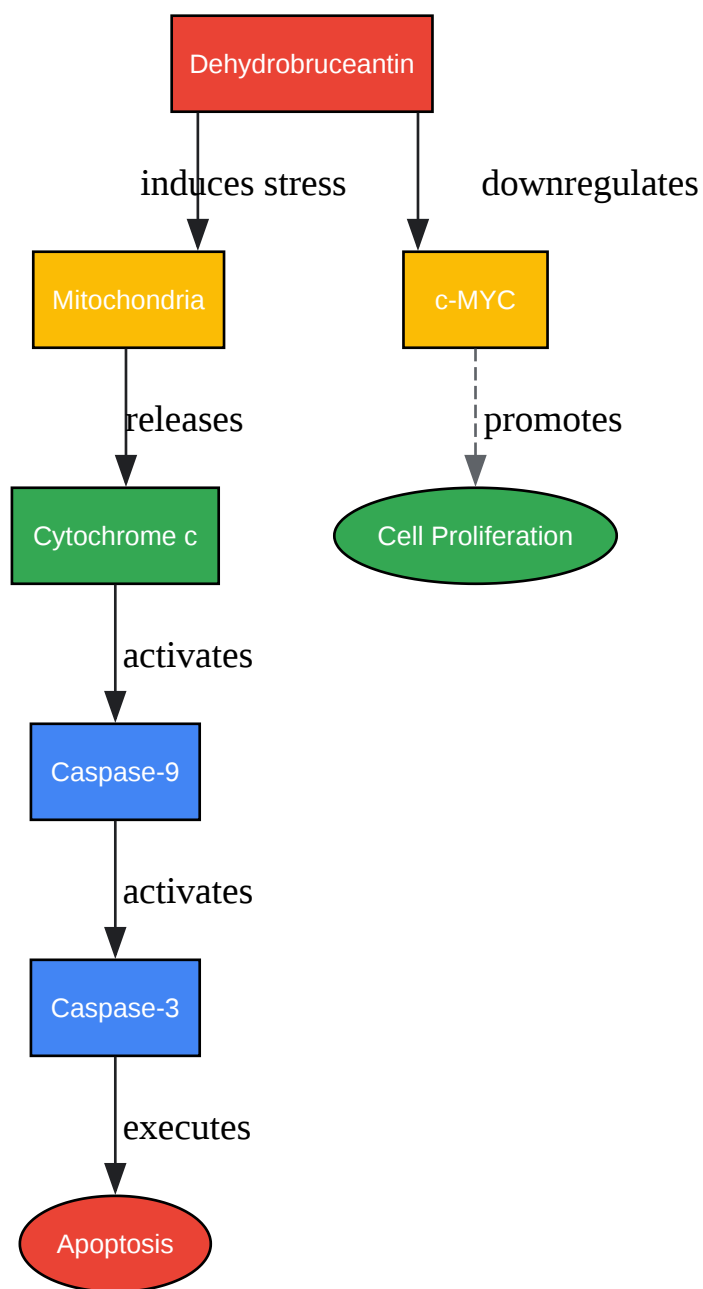 Dehydrobruceantin
induces stress
downregulates
Mitochondria
c-MYC
releases
promotes
Cytochrome c
Cell Proliferation
activates
Caspase-9
activates
Caspase-3
executes
Apoptosis